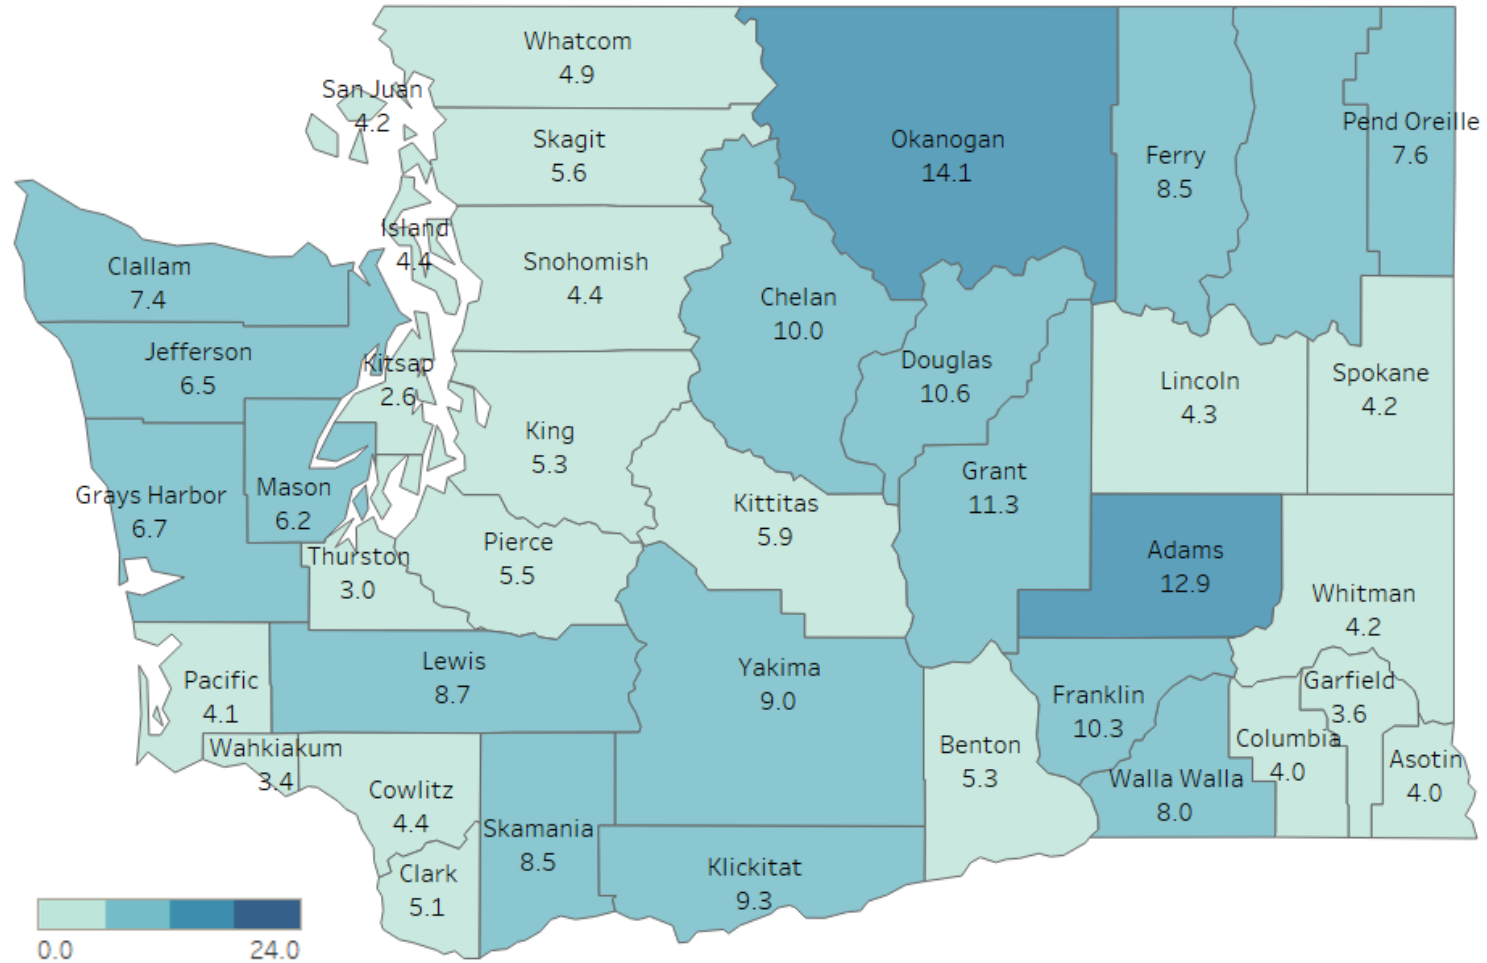 Whatcom
4.9
San Juan
4.2
Skagit
5.6
Okanogan
14.1
Ferry
8.5
Pend Oreille
7.6
Island
4.4
Clallam
7.4
Snohomish
4.4
Chelan
10.0
Jefferson
6.5
Kitsap
2.6
Douglas
10.6
Lincoln
4.3
Spokane
4.2
King
5.3
Grant
11.3
Grays Harbor
6.7
Mason
6.2
Kittitas
5.9
Thurston
3.0
Pierce
5.5
Adams
12.9
Whitman
4.2
Lewis
8.7
Yakima
9.0
Pacific
4.1
Franklin
10.3
Garfield
3.6
Wahkiakum
3.4
Benton
5.3
Columbia
4.0
Asotin
4.0
Cowlitz
4.4
Walla Walla
8.0
Skamania
8.5
Clark
5.1
Klickitat
9.3
0.0 24.0